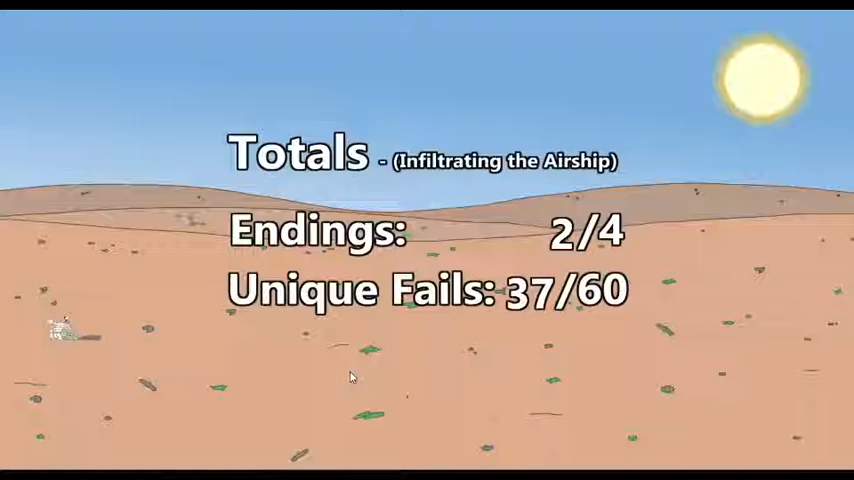 Totals - (Infiltrating the Airship)
Endings: 2/4
Unique Fails: 37/60